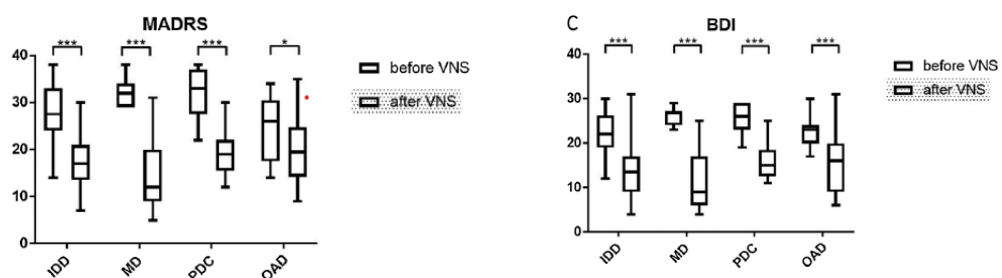 MADRS
*** *** *** *
40
30
20
10
0
IDD MD PDC OAD
before VNS
after VNS
C
BDI
*** *** *** ***
40
30
20
10
0
IDD MD PDC OAD
before VNS
after VNS